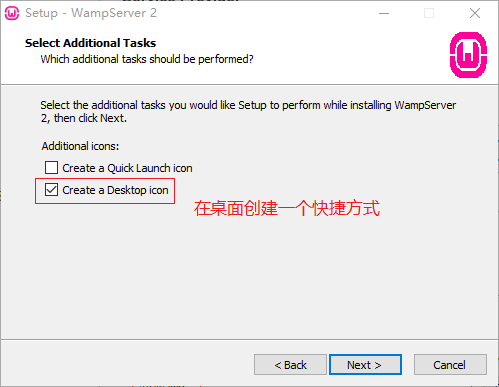 Setup - WampServer 2
Select Additional Tasks
Which additional tasks should be performed?
Select the additional tasks you would like Setup to perform while installing WampServer
2, then click Next.
Additional icons:
Create a Quick Launch icon
Create a Desktop icon
在桌面创建一个快捷方式
< Back
Next >
Cancel